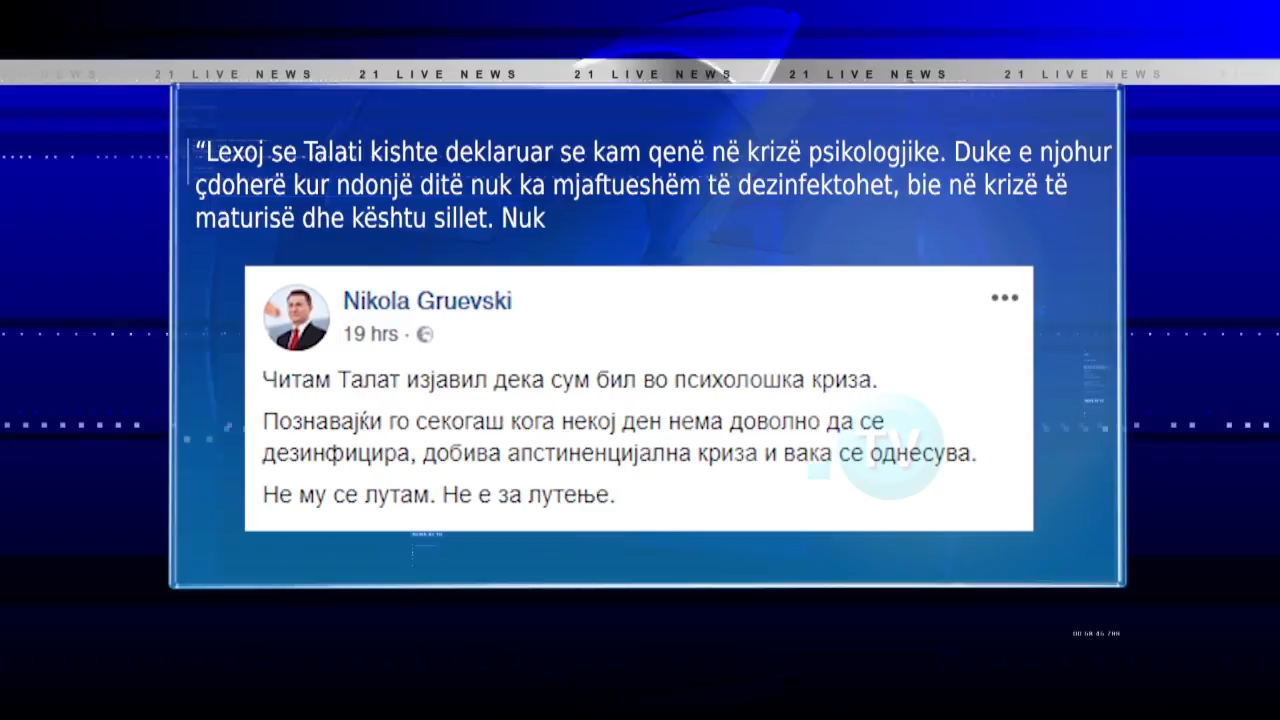 21 LIVE NEWS 21 LIVE NEWS 21 LIVE NEWS 21 LIVE NEWS 21 LIVE NEWS
“Lexoj se Talati kishte deklaruar se kam qenë në krizë psikologjike. Duke e njohur
çdoherë kur ndonjë ditë nuk ka mjaftueshëm të dezinfektohet, bie në krizë të
maturisë dhe kështu sillet. Nuk
Nikola Gruevski
19 hrs ·
Читам Талат изјавил дека сум бил во психолошка криза.
Познавајќи го секогаш кога некој ден нема доволно да се
дезинфицира, добива апстиненцијална криза и вака се однесува.
Не му се лутам. Не е за лутење.
TV